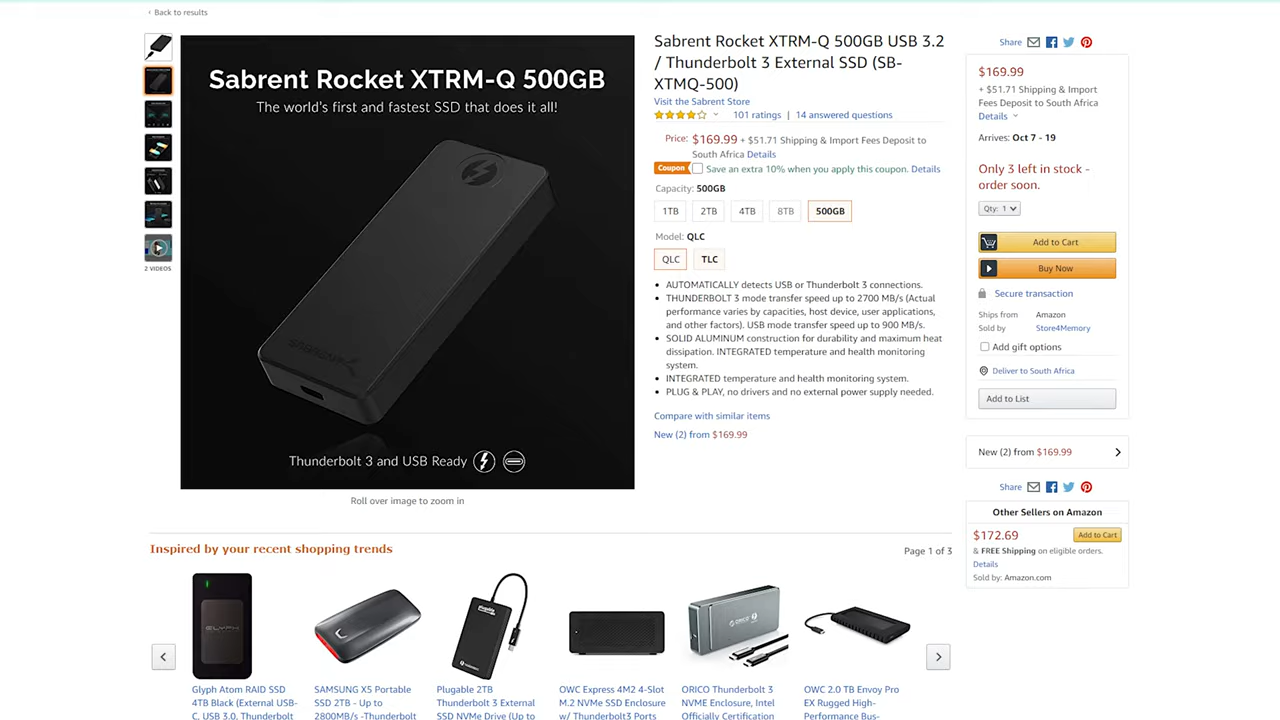 ‹ Back to results
2 VIDEOS
Sabrent Rocket XTRM-Q 500GB
The world's first and fastest SSD that does it all!
SABRENT
Thunderbolt 3 and USB Ready
Roll over image to zoom in
Sabrent Rocket XTRM-Q 500GB USB 3.2
/ Thunderbolt 3 External SSD (SB-
XTMQ-500)
Visit the Sabrent Store
101 ratings | 14 answered questions
Price: $169.99 + $51.71 Shipping & Import Fees Deposit to
South Africa Details
Coupon Save an extra 10% when you apply this coupon. Details
Capacity: 500GB
1TB 2TB 4TB 8TB 500GB
Model: QLC
QLC TLC
• AUTOMATICALLY detects USB or Thunderbolt 3 connections.
• THUNDERBOLT 3 mode transfer speed up to 2700 MB/s (Actual
performance varies by capacities, host device, user applications,
and other factors). USB mode transfer speed up to 900 MB/s.
• SOLID ALUMINUM construction for durability and maximum heat
dissipation. INTEGRATED temperature and health monitoring
system.
• INTEGRATED temperature and health monitoring system.
• PLUG & PLAY, no drivers and no external power supply needed.
Compare with similar items
New (2) from $169.99
Share
$169.99
+ $51.71 Shipping & Import
Fees Deposit to South Africa
Details
Arrives: Oct 7 - 19
Only 3 left in stock -
order soon.
Qty: 1
Add to Cart
Buy Now
Secure transaction
Ships from Amazon
Sold by Store4Memory
Add gift options
Deliver to South Africa
Add to List
New (2) from $169.99
Share
Other Sellers on Amazon
$172.69 Add to Cart
& FREE Shipping on eligible orders.
Details
Sold by: Amazon.com
Inspired by your recent shopping trends
Page 1 of 3
GLYPH
Glyph Atom RAID SSD
4TB Black (External USB-
C, USB 3.0, Thunderbolt
SAMSUNG X5 Portable
SSD 2TB - Up to
2800MB/s -Thunderbolt
Plugable 2TB
Thunderbolt 3 External
SSD NVMe Drive (Up to
OWC Express 4M2 4-Slot
M.2 NVMe SSD Enclosure
w/ Thunderbolt3 Ports
ORICO
ORICO Thunderbolt 3
NVME Enclosure, Intel
Officially Certification
OWC 2.0 TB Envoy Pro
EX Rugged High-
Performance Bus-